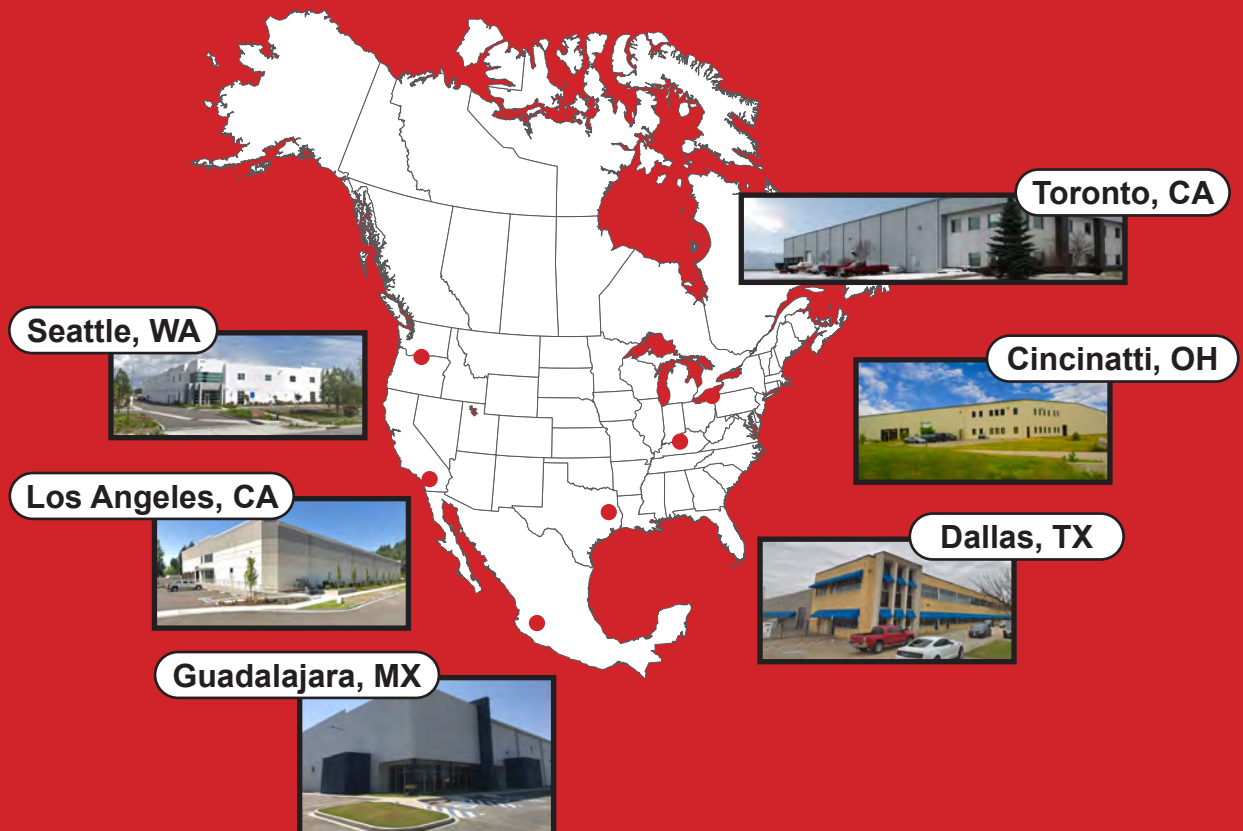 Toronto, CA
Seattle, WA
Cincinatti, OH
Los Angeles, CA
Dallas, TX
Guadalajara, MX